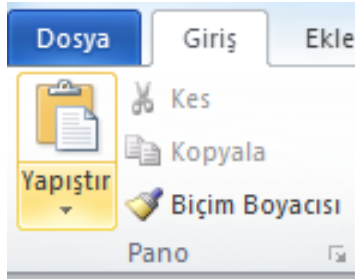 Dosya Giriş Ekle
Kes
Kopyala
Yapıştır
Biçim Boyacısı
Pano